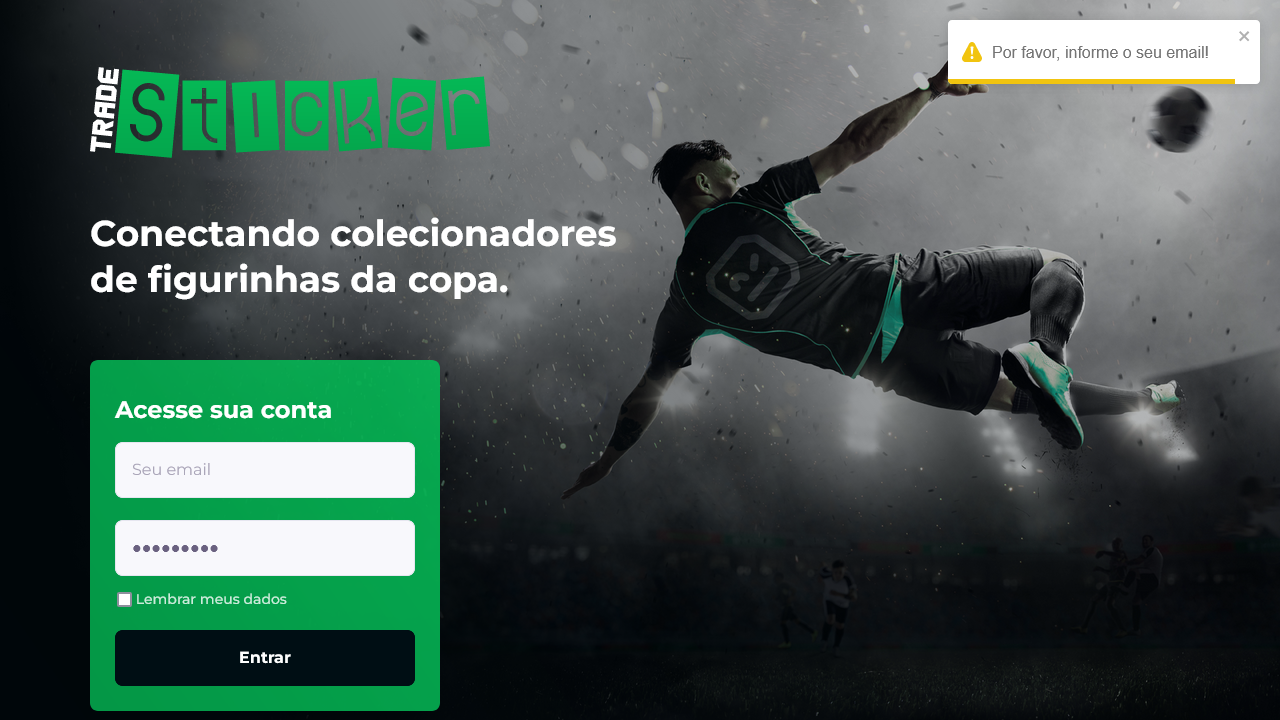 TRADE Sticker
Por favor, informe o seu email!
Conectando colecionadores
de figurinhas da copa.
Acesse sua conta
Seu email
Lembrar meus dados
Entrar